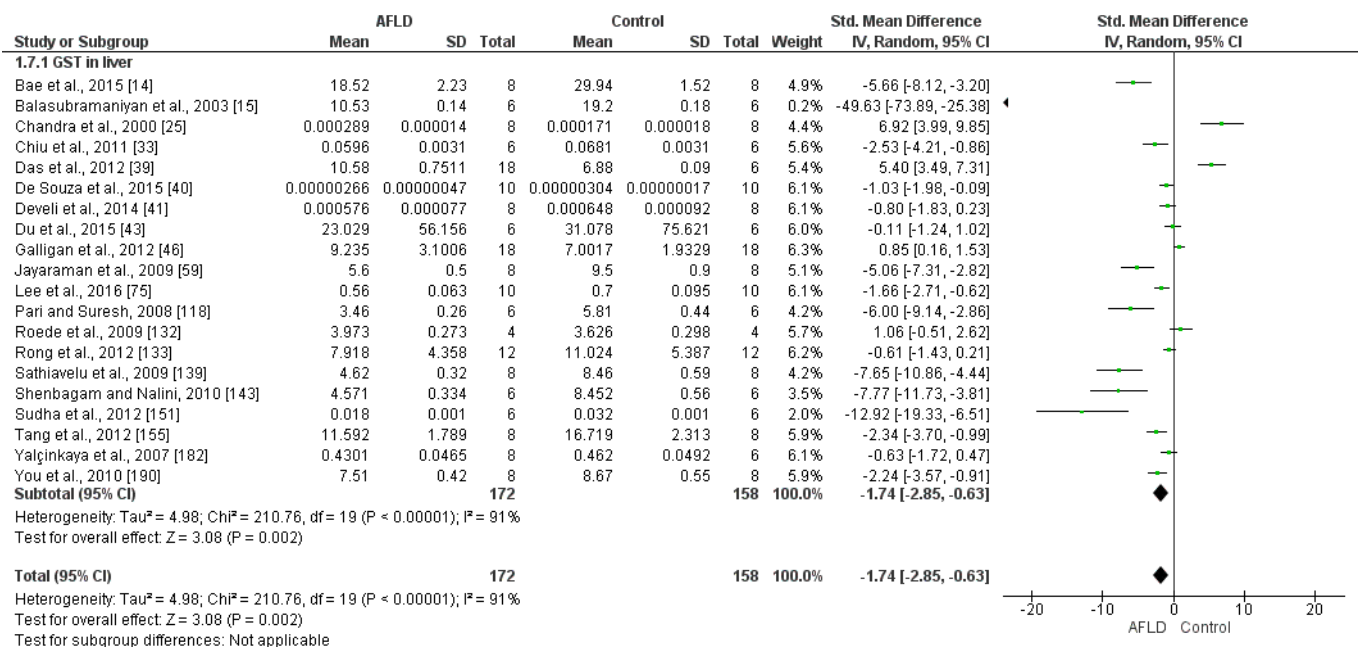 AFLD Control Std. Mean Difference Std. Mean Difference
Study or Subgroup Mean SD Total Mean SD Total Weight IV, Random, 95% CI IV, Random, 95% CI
1.7.1 GST in liver
Bae et al., 2015 [14] 18.52 2.23 8 29.94 1.52 8 4.9% -5.66 [-8.12, -3.20]
Balasubramaniyan et al., 2003 [15] 10.53 0.14 6 19.2 0.18 6 0.2% -49.63 [-73.89, -25.38]
Chandra et al., 2000 [25] 0.000289 0.000014 8 0.000171 0.000018 8 4.4% 6.92 [3.99, 9.85]
Chiu et al., 2011 [33] 0.0596 0.0031 6 0.0681 0.0031 6 5.6% -2.53 [-4.21, -0.86]
Das et al., 2012 [39] 10.58 0.7511 18 6.88 0.09 6 5.4% 5.40 [3.49, 7.31]
De Souza et al., 2015 [40] 0.00000266 0.00000047 10 0.00000304 0.00000017 10 6.1% -1.03 [-1.98, -0.09]
Develi et al., 2014 [41] 0.000576 0.000077 8 0.000648 0.000092 8 6.1% -0.80 [-1.83, 0.23]
Du et al., 2015 [43] 23.029 56.156 6 31.078 75.621 6 6.0% -0.11 [-1.24, 1.02]
Galligan et al., 2012 [46] 9.235 3.1006 18 7.0017 1.9329 18 6.3% 0.85 [0.16, 1.53]
Jayaraman et al., 2009 [59] 5.6 0.5 8 9.5 0.9 8 5.1% -5.06 [-7.31, -2.82]
Lee et al., 2016 [75] 0.56 0.063 10 0.7 0.095 10 6.1% -1.66 [-2.71, -0.62]
Pari and Suresh, 2008 [118] 3.46 0.26 6 5.81 0.44 6 4.2% -6.00 [-9.14, -2.86]
Roede et al., 2009 [132] 3.973 0.273 4 3.626 0.298 4 5.7% 1.06 [-0.51, 2.62]
Rong et al., 2012 [133] 7.918 4.358 12 11.024 5.387 12 6.2% -0.61 [-1.43, 0.21]
Sathiavelu et al., 2009 [139] 4.62 0.32 8 8.46 0.59 8 4.2% -7.65 [-10.86, -4.44]
Shenbagam and Nalini, 2010 [143] 4.571 0.334 6 8.452 0.56 6 3.5% -7.77 [-11.73, -3.81]
Sudha et al., 2012 [151] 0.018 0.001 6 0.032 0.001 6 2.0% -12.92 [-19.33, -6.51]
Tang et al., 2012 [155] 11.592 1.789 8 16.719 2.313 8 5.9% -2.34 [-3.70, -0.99]
Yalçinkaya et al., 2007 [182] 0.4301 0.0465 8 0.462 0.0492 6 6.1% -0.63 [-1.72, 0.47]
You et al., 2010 [190] 7.51 0.42 8 8.67 0.55 8 5.9% -2.24 [-3.57, -0.91]
Subtotal (95% CI) 172 158 100.0% -1.74 [-2.85, -0.63]
Heterogeneity: Tau² = 4.98; Chi² = 210.76, df = 19 (P < 0.00001); I² = 91%
Test for overall effect: Z = 3.08 (P = 0.002)
Total (95% CI) 172 158 100.0% -1.74 [-2.85, -0.63]
Heterogeneity: Tau² = 4.98; Chi² = 210.76, df = 19 (P < 0.00001); I² = 91%
Test for overall effect: Z = 3.08 (P = 0.002)
Test for subgroup differences: Not applicable
-20 -10 0 10 20
AFLD Control